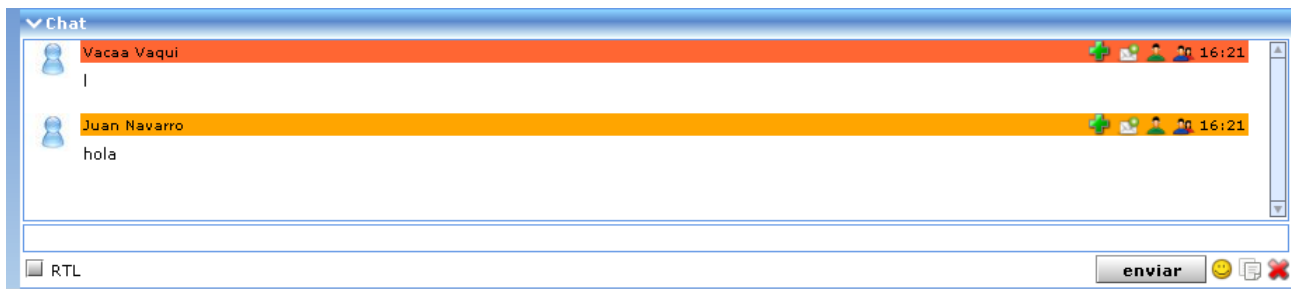 Chat
Vacaa Vaqui 16:21
l
Juan Navarro 16:21
hola
RTL enviar